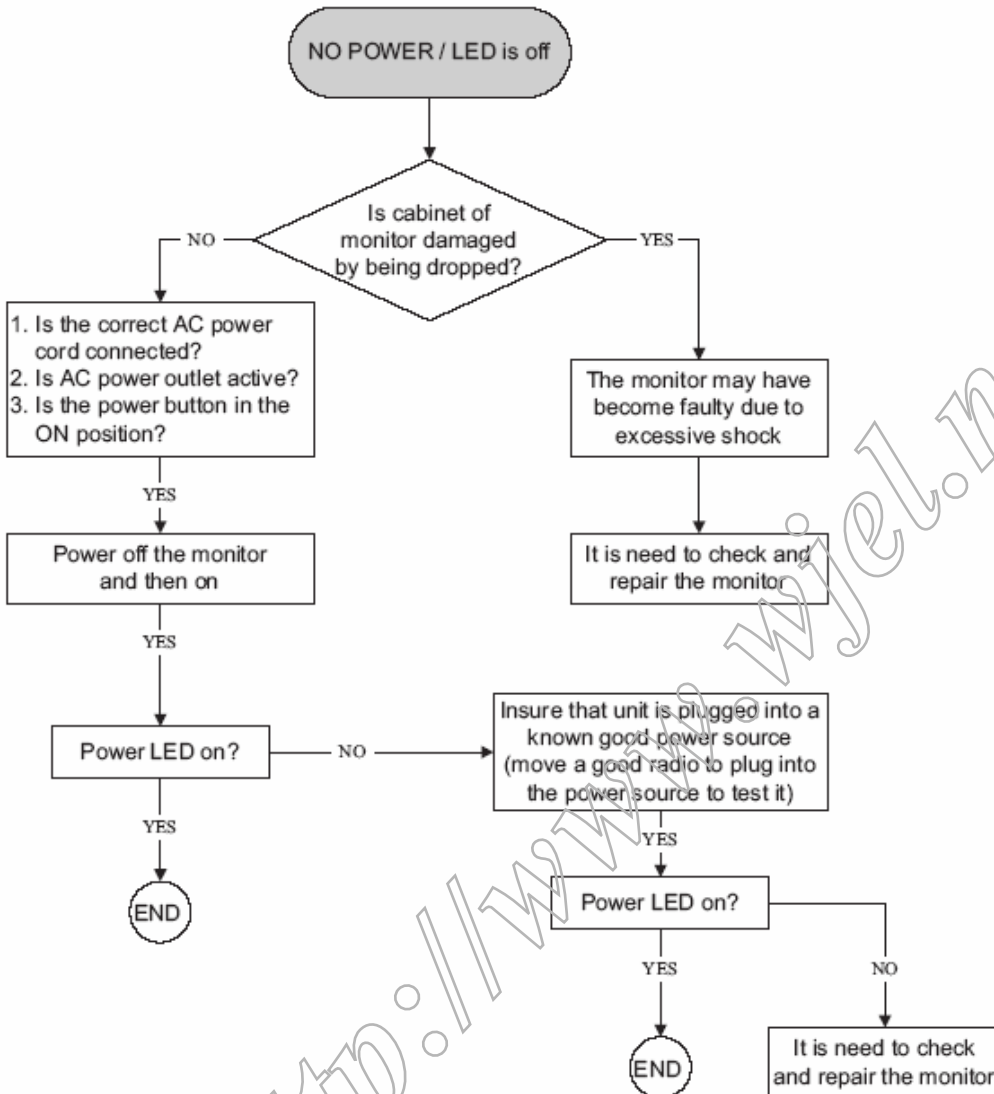 NO POWER / LED is off
Is cabinet of
monitor damaged
by being dropped?
NO
YES
1. Is the correct AC power
cord connected?
2. Is AC power outlet active?
3. Is the power button in the
ON position?
The monitor may have
become faulty due to
excessive shock
YES
Power off the monitor
and then on
It is need to check and
repair the monitor
YES
Power LED on?
NO
Insure that unit is plugged into a
known good power source
(move a good radio to plug into
the power source to test it)
YES
YES
END
Power LED on?
YES
NO
END
It is need to check
and repair the monitor
ttp://www.wjel.n